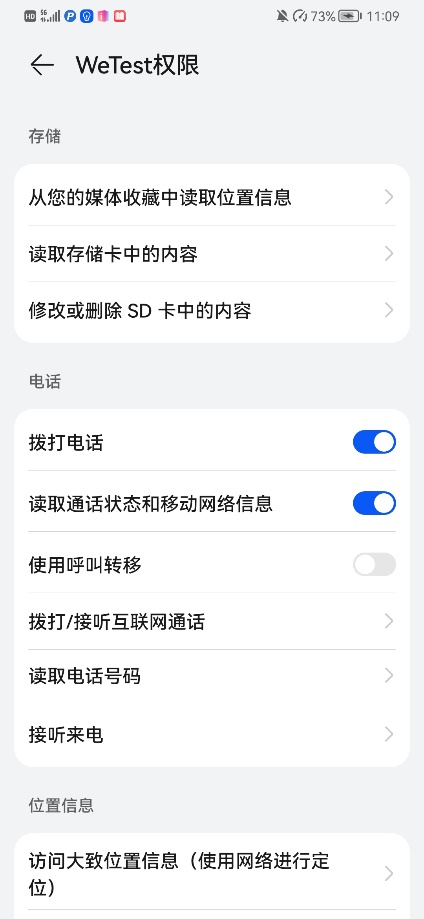 HD 5G 73% 11:09
WeTest权限
存储
从您的媒体收藏中读取位置信息
读取存储卡中的内容
修改或删除 SD 卡中的内容
电话
拨打电话
读取通话状态和移动网络信息
使用呼叫转移
拨打/接听互联网通话
读取电话号码
接听来电
位置信息
访问大致位置信息（使用网络进行定
位）